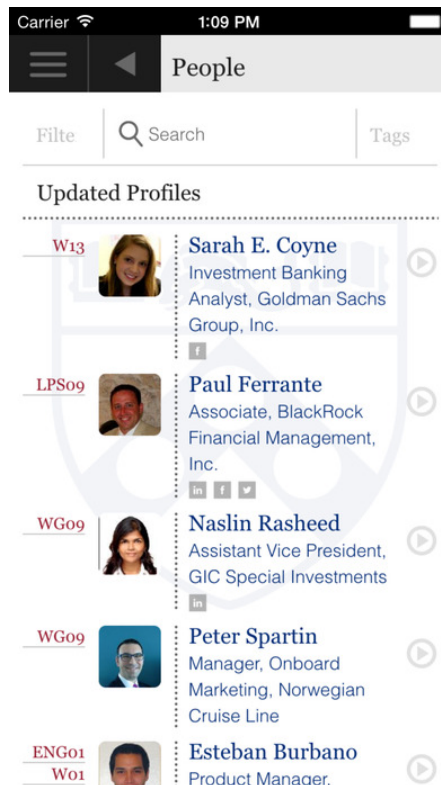 Carrier 1:09 PM
People
Filte Search Tags
Updated Profiles
W13
Sarah E. Coyne
Investment Banking
Analyst, Goldman Sachs
Group, Inc.
f
LPS09
Paul Ferrante
Associate, BlackRock
Financial Management,
Inc.
in f
WG09
Naslin Rasheed
Assistant Vice President,
GIC Special Investments
in
WG09
Peter Spartin
Manager, Onboard
Marketing, Norwegian
Cruise Line
ENG01
W01
Esteban Burbano
Product Manager,